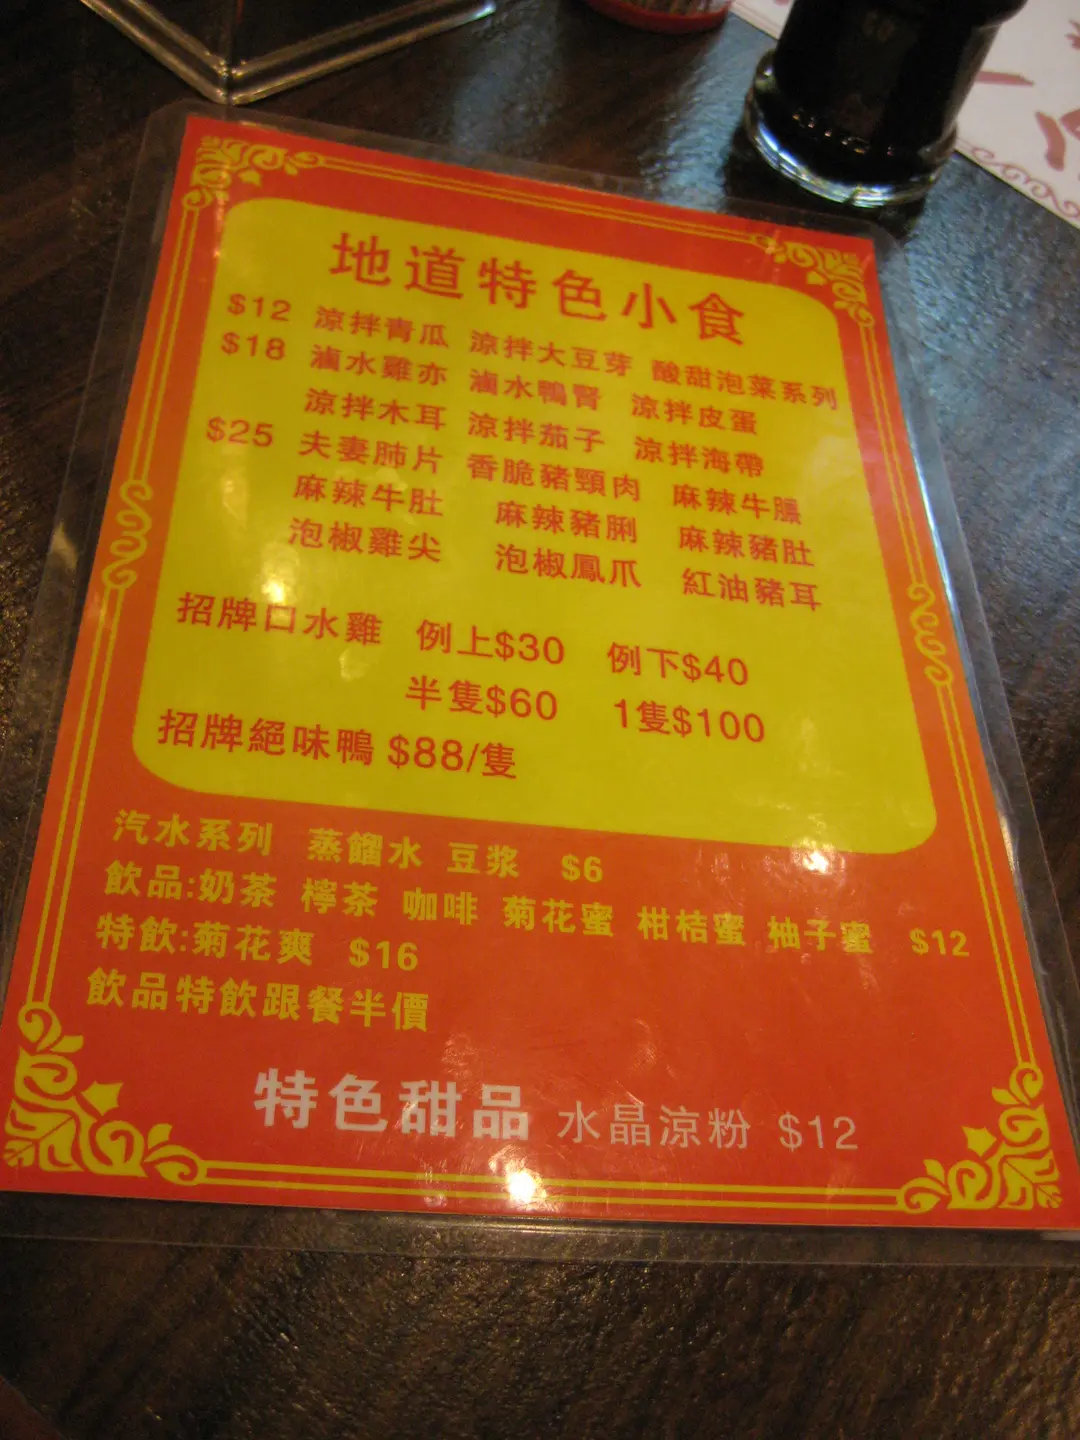 地道特色小食
$12 涼拌青瓜 涼拌大豆芽 酸甜泡菜系列
$18 滷水雞亦 滷水鴨腎 涼拌皮蛋
涼拌木耳 涼拌茄子 涼拌海帶
$25 夫妻肺片 香脆豬頸肉 麻辣牛𦟌
麻辣牛肚 麻辣豬脷 麻辣豬肚
泡椒雞尖 泡椒鳳爪 紅油豬耳
招牌口水雞 例上$30 例下$40
半隻$60 1隻$100
招牌絕味鴨 $88/隻
汽水系列 蒸餾水 豆浆 $6
飲品:奶茶 檸茶 咖啡 菊花蜜 柑桔蜜 柚子蜜 $12
特飲:菊花爽 $16
飲品特飲跟餐半價
特色甜品 水晶涼粉 $12